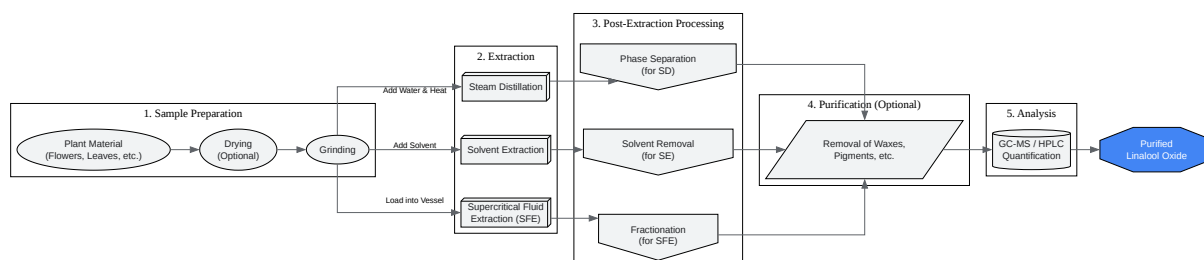 1. Sample Preparation
Plant Material
(Flowers, Leaves, etc.)
Drying
(Optional)
Grinding
Add Water & Heat
Add Solvent
Load into Vessel
2. Extraction
Steam Distillation
Solvent Extraction
Supercritical Fluid
Extraction (SFE)
3. Post-Extraction Processing
Phase Separation
(for SD)
Solvent Removal
(for SE)
Fractionation
(for SFE)
4. Purification (Optional)
Removal of Waxes,
Pigments, etc.
5. Analysis
GC-MS / HPLC
Quantification
Purified
Linalool Oxide